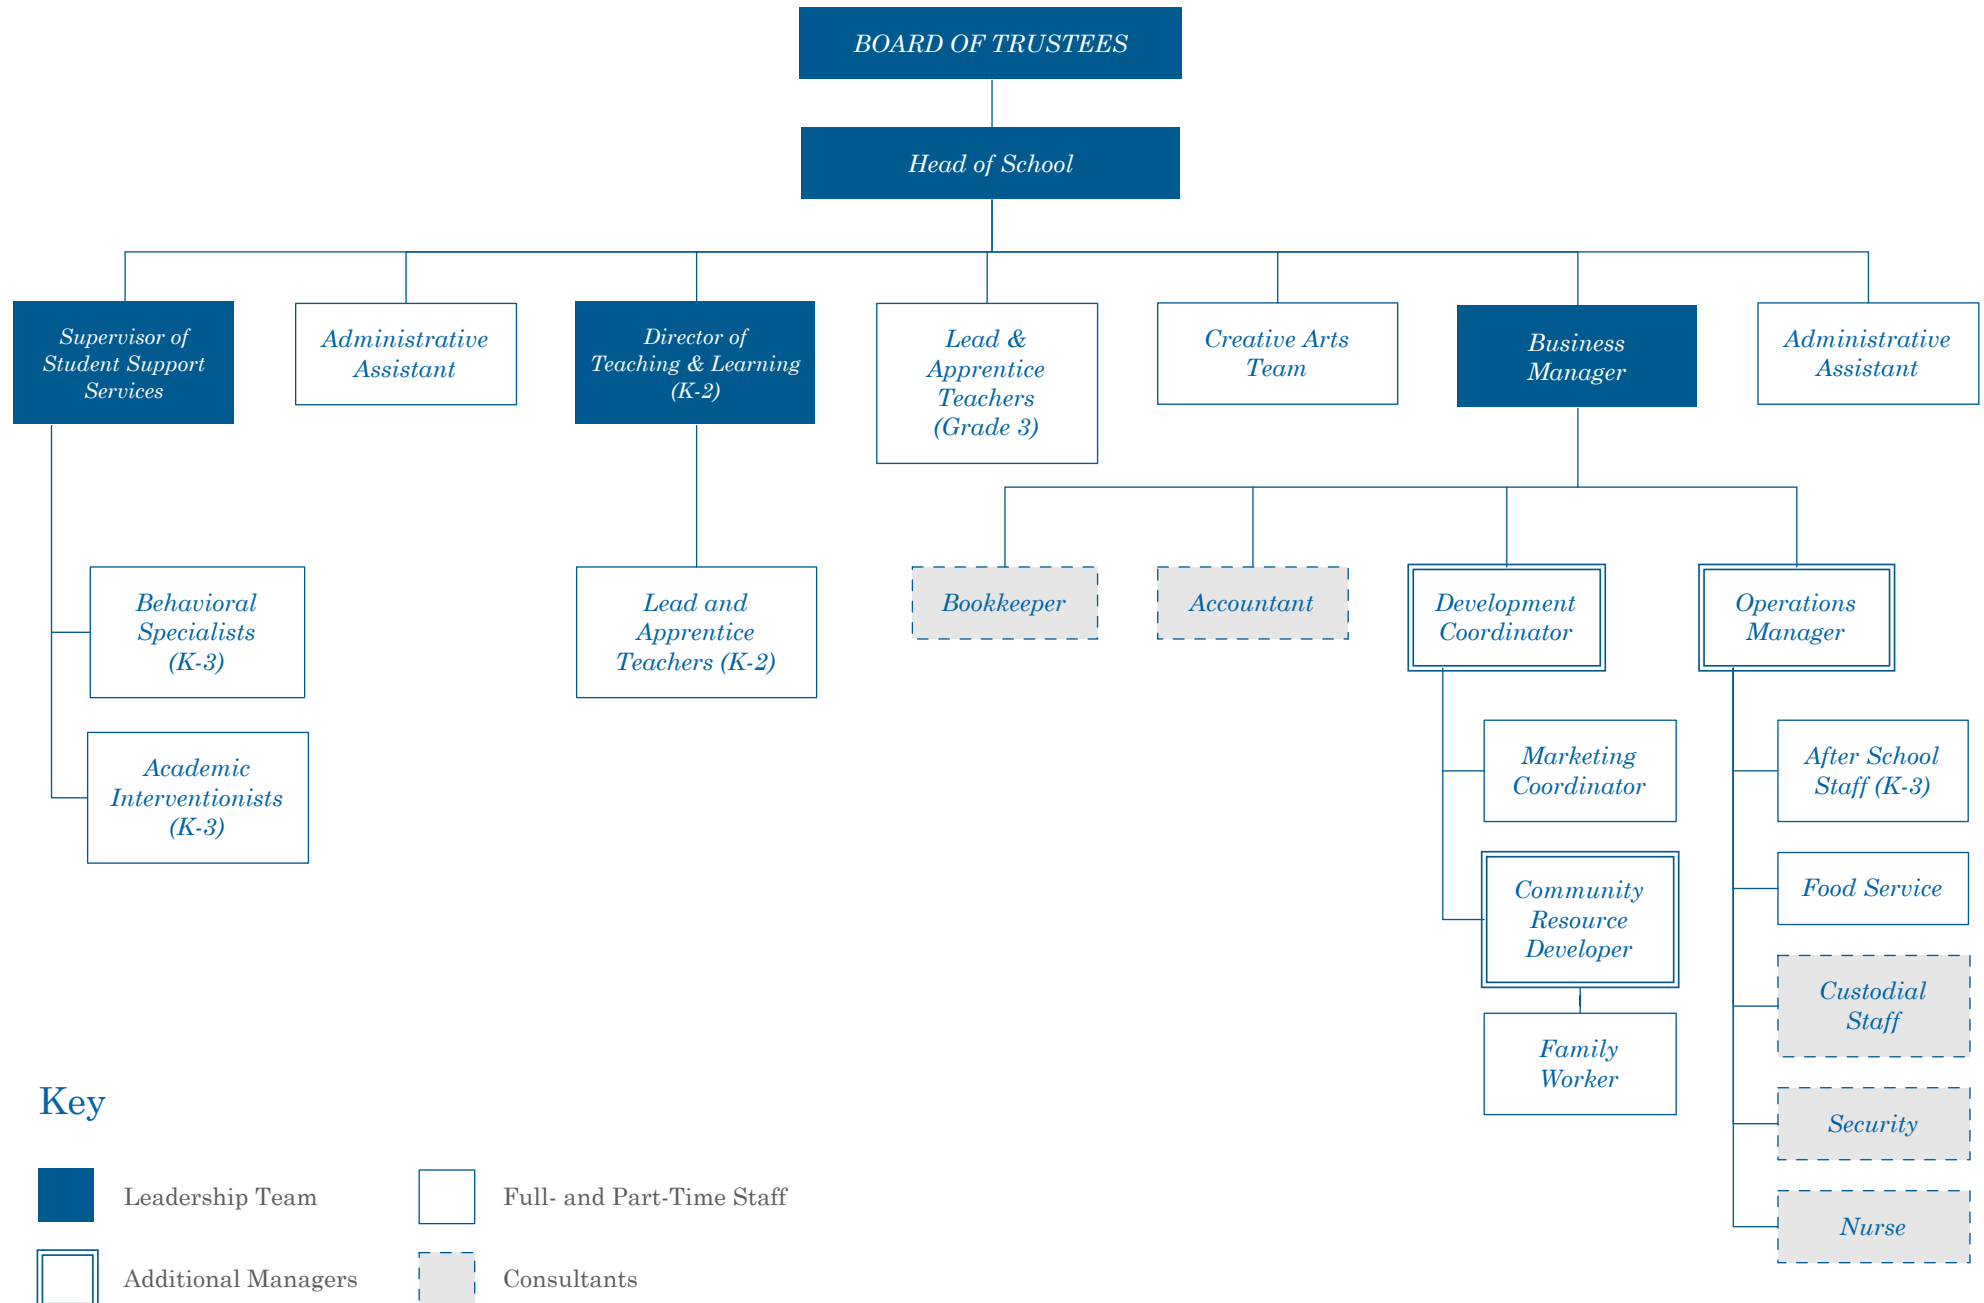 BOARD OF TRUSTEES
Head of School
Supervisor of
Student Support
Services
Administrative
Assistant
Director of
Teaching & Learning
(K-2)
Lead &
Apprentice
Teachers
(Grade 3)
Creative Arts
Team
Business
Manager
Administrative
Assistant
Behavioral
Specialists
(K-3)
Lead and
Apprentice
Teachers (K-2)
Bookkeeper
Accountant
Development
Coordinator
Operations
Manager
Academic
Interventionists
(K-3)
Marketing
Coordinator
After School
Staff (K-3)
Community
Resource
Developer
Food Service
Custodial
Staff
Family
Worker
Security
Nurse
Key
Leadership Team
Full- and Part-Time Staff
Additional Managers
Consultants